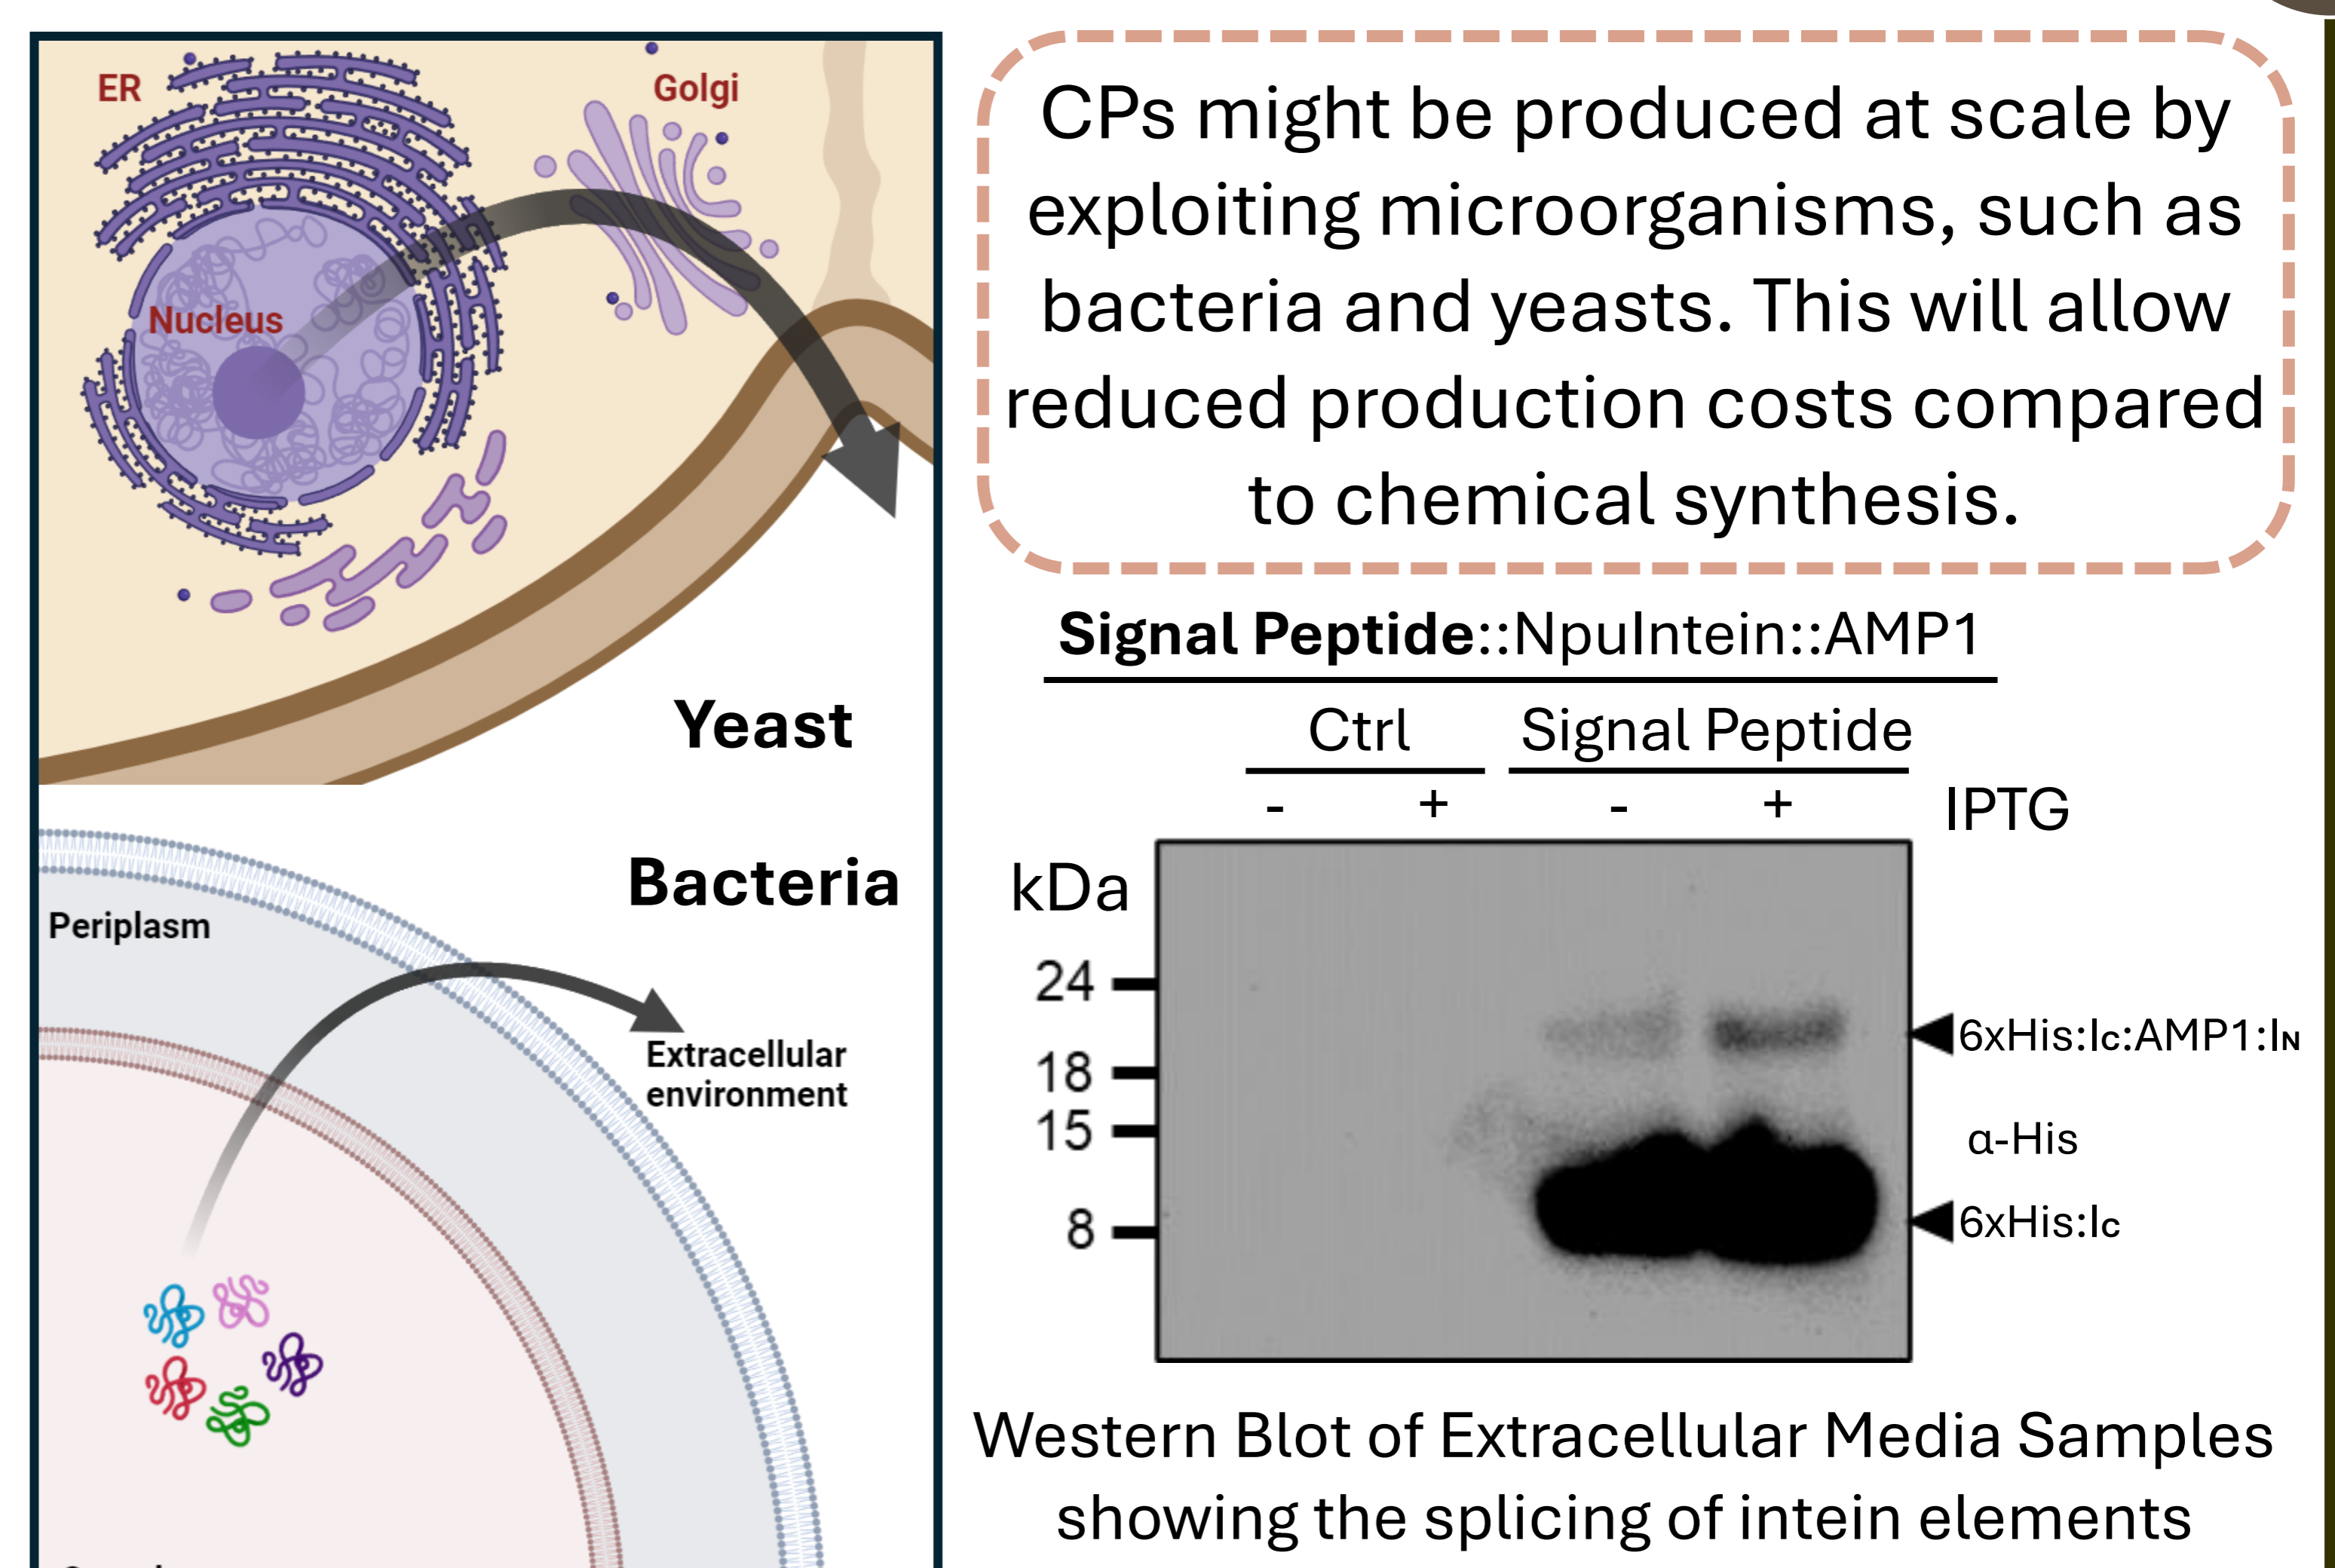 ER
Golgi
Nucleus
Yeast
Bacteria
Periplasm
Extracellular
environment
CPs might be produced at scale by
exploiting microorganisms, such as
bacteria and yeasts. This will allow
reduced production costs compared
to chemical synthesis.
Signal Peptide::NpuIntein::AMP1
Ctrl Signal Peptide
- + - + IPTG
kDa
24
6xHis:Ic:AMP1:IN
18
15
α-His
8
6xHis:Ic
Western Blot of Extracellular Media Samples
showing the splicing of intein elements